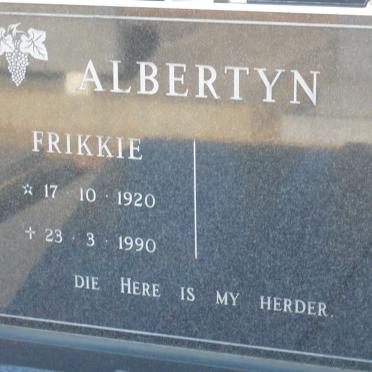 ALBERTYN
FRIKKIE
☆ 17 · 10 · 1920
† 23 · 3 · 1990
DIE HERE IS MY HERDER.